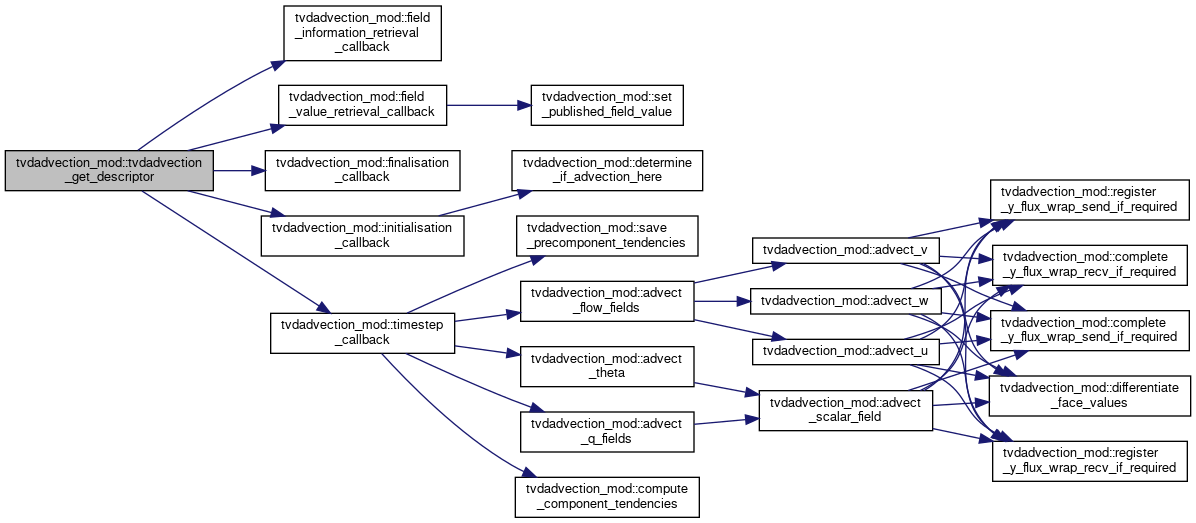 tvdadvection_mod::tvdadvection
_get_descriptor
tvdadvection_mod::field
_information_retrieval
_callback
tvdadvection_mod::field
_value_retrieval_callback
tvdadvection_mod::finalisation
_callback
tvdadvection_mod::initialisation
_callback
tvdadvection_mod::timestep
_callback
tvdadvection_mod::set
_published_field_value
tvdadvection_mod::determine
_if_advection_here
tvdadvection_mod::save
_precomponent_tendencies
tvdadvection_mod::advect
_flow_fields
tvdadvection_mod::advect
_theta
tvdadvection_mod::advect
_q_fields
tvdadvection_mod::compute
_component_tendencies
tvdadvection_mod::advect_v
tvdadvection_mod::advect_w
tvdadvection_mod::advect_u
tvdadvection_mod::advect
_scalar_field
tvdadvection_mod::register
_y_flux_wrap_send_if_required
tvdadvection_mod::complete
_y_flux_wrap_recv_if_required
tvdadvection_mod::complete
_y_flux_wrap_send_if_required
tvdadvection_mod::differentiate
_face_values
tvdadvection_mod::register
_y_flux_wrap_recv_if_required